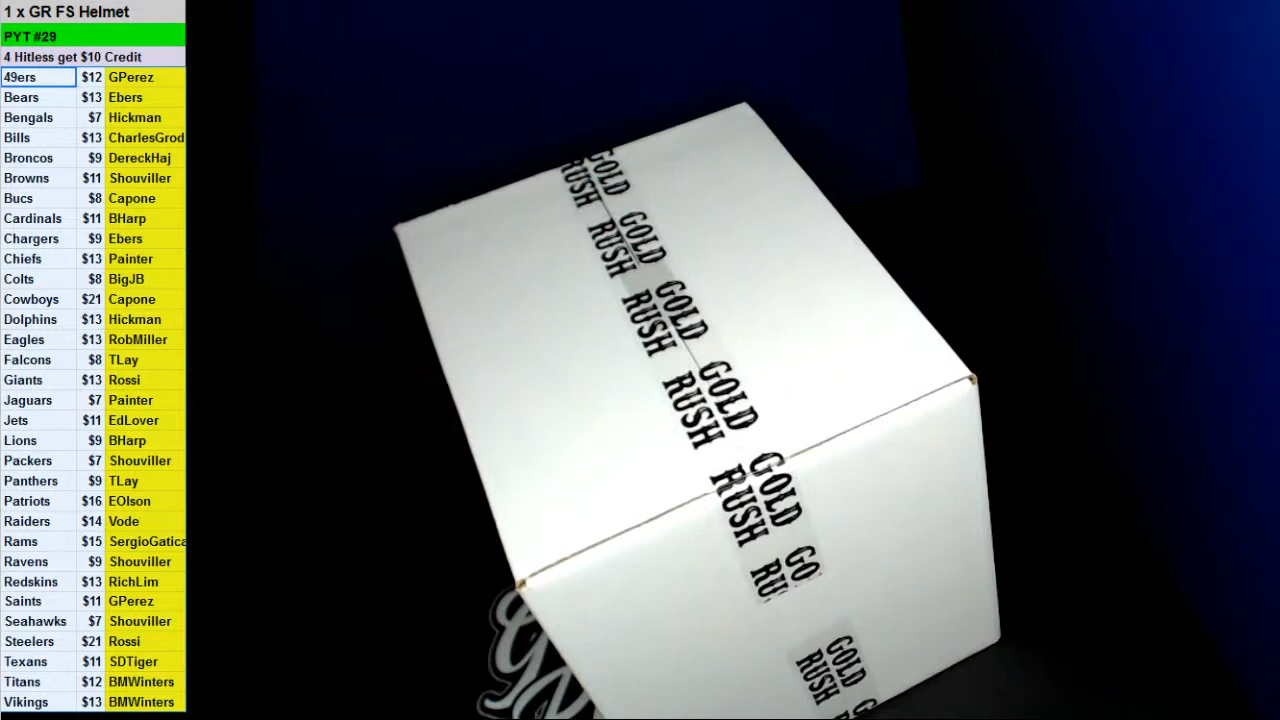 1 x GR FS Helmet
PYT #29
4 Hitless get $10 Credit
49ers $12 GPerez
Bears $13 Ebers
Bengals $7 Hickman
Bills $13 CharlesGrod
Broncos $9 DereckHaj
Browns $11 Shouviller
Bucs $8 Capone
Cardinals $11 BHarp
Chargers $9 Ebers
Chiefs $13 Painter
Colts $8 BigJB
Cowboys $21 Capone
Dolphins $13 Hickman
Eagles $13 RobMiller
Falcons $8 TLay
Giants $13 Rossi
Jaguars $7 Painter
Jets $11 EdLover
Lions $9 BHarp
Packers $7 Shouviller
Panthers $9 TLay
Patriots $16 EOlson
Raiders $14 Vode
Rams $15 SergioGatica
Ravens $9 Shouviller
Redskins $13 RichLim
Saints $11 GPerez
Seahawks $7 Shouviller
Steelers $21 Rossi
Texans $11 SDTiger
Titans $12 BMWinters
Vikings $13 BMWinters
GOLD
RUSH
GOLD
RUSH
GOLD
RUSH
GOLD
RUSH
GOLD
RUSH
GO
RU
GOLD
RUSH